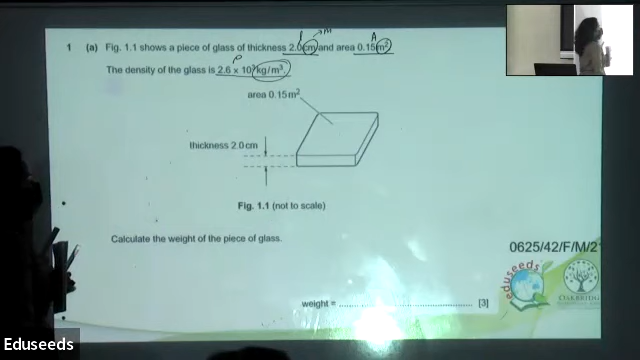 l → m
A
1 (a) Fig. 1.1 shows a piece of glass of thickness 2.0 cm and area 0.15 m².
ρ
The density of the glass is 2.6 × 10³ kg/m³.
area 0.15 m²
thickness 2.0 cm
Fig. 1.1 (not to scale)
Calculate the weight of the piece of glass.
0625/42/F/M/2
eduseeds
OAKBRIDGE
weight = ............................................ [3]
Eduseeds